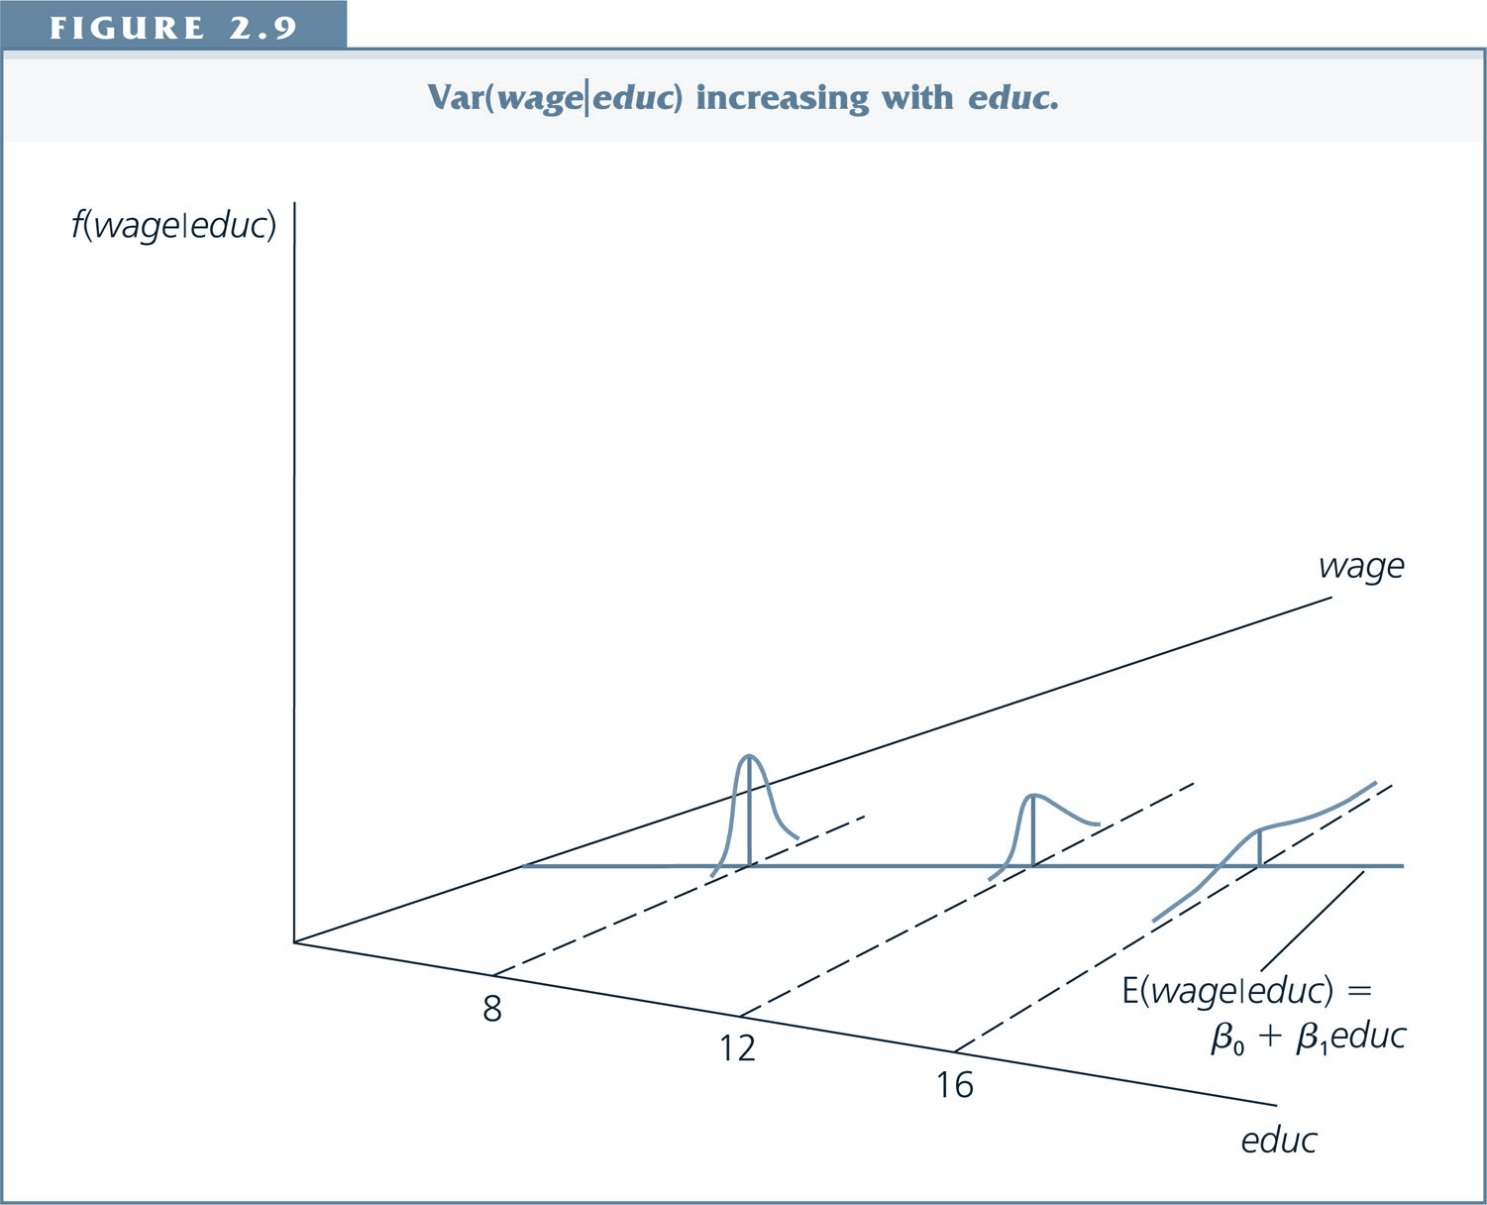 FIGURE 2.9
Var(wage|educ) increasing with educ.
f(wage|educ)
wage
8
12
16
E(wage|educ) =
β₀ + β₁educ
educ